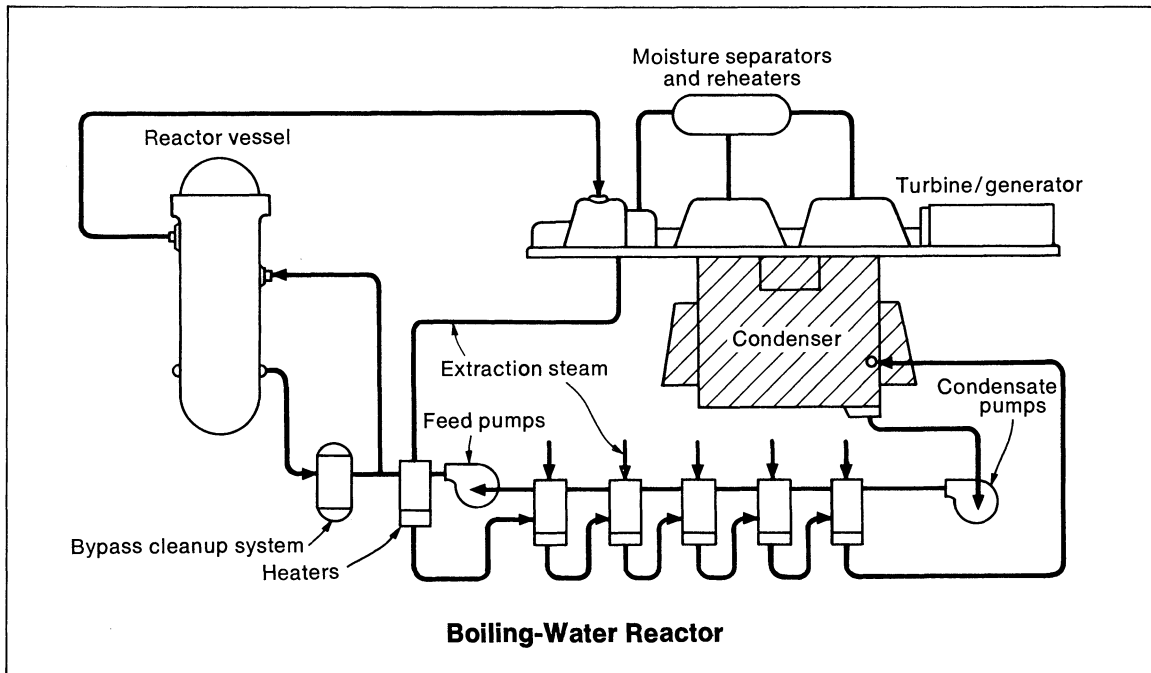 Moisture separators
and reheaters
Reactor vessel
Turbine/generator
Condenser
Extraction steam
Condensate
pumps
Feed pumps
Bypass cleanup system
Heaters
Boiling-Water Reactor